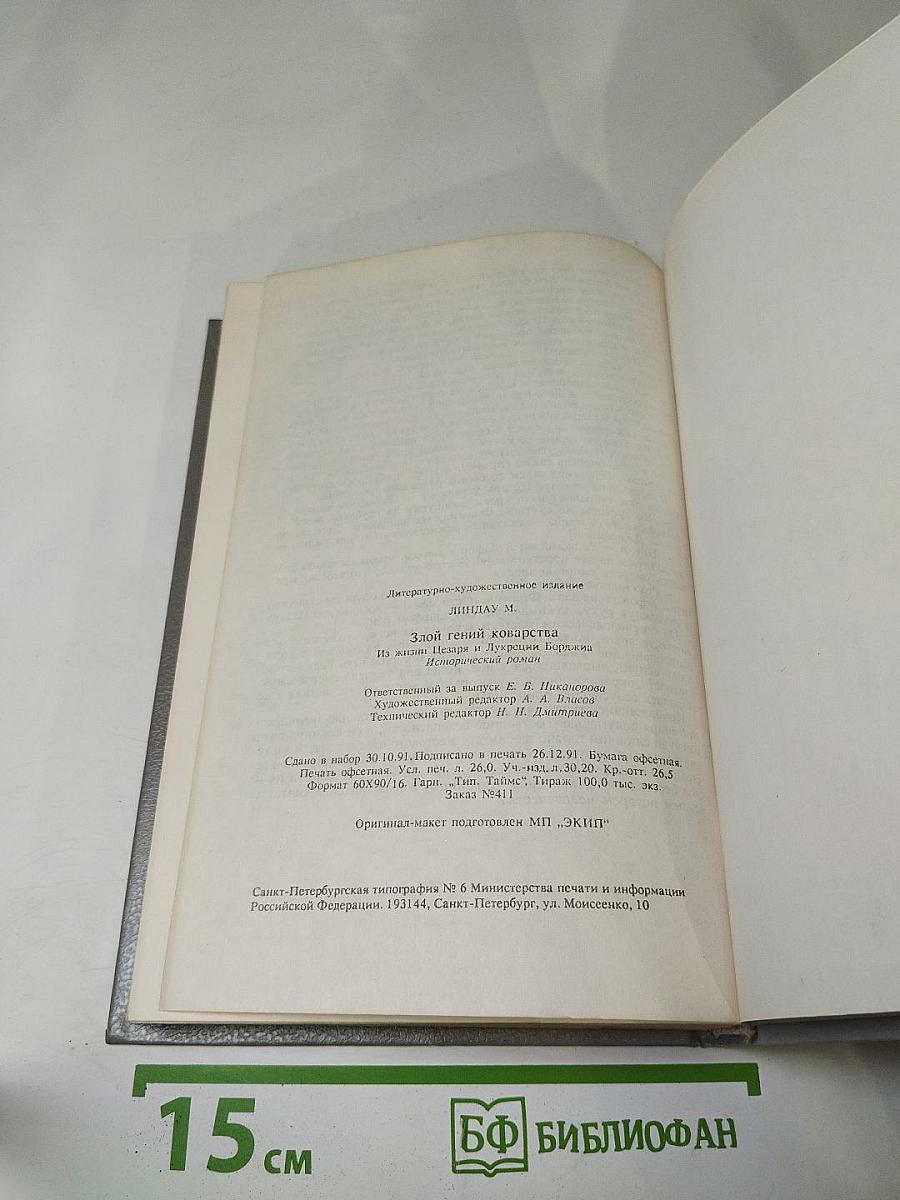 Литературно-художественное издание
ЛИНДАУ М.
Злой гений коварства
Из жизни Цезаря и Лукреции Борджиа
Исторический роман
Ответственный за выпуск Е. Б. Никанорова
Художественный редактор А. А. Власов
Технический редактор Н. И. Дмитриева
Сдано в набор 30.10.91. Подписано в печать 26.12.91. Бумага офсетная.
Печать офсетная. Усл. печ. л. 26,0. Уч.-изд. л. 30,20. Кр.-отт. 26,5
Формат 60X90/16. Гарн. „Тип. Таймс“. Тираж 100,0 тыс. экз.
Заказ №411
Оригинал-макет подготовлен МП „ЭКИП“
Санкт-Петербургская типография № 6 Министерства печати и информации
Российской Федерации. 193144, Санкт-Петербург, ул. Моисеенко, 10
15 см
БФ БИБЛИОФАН